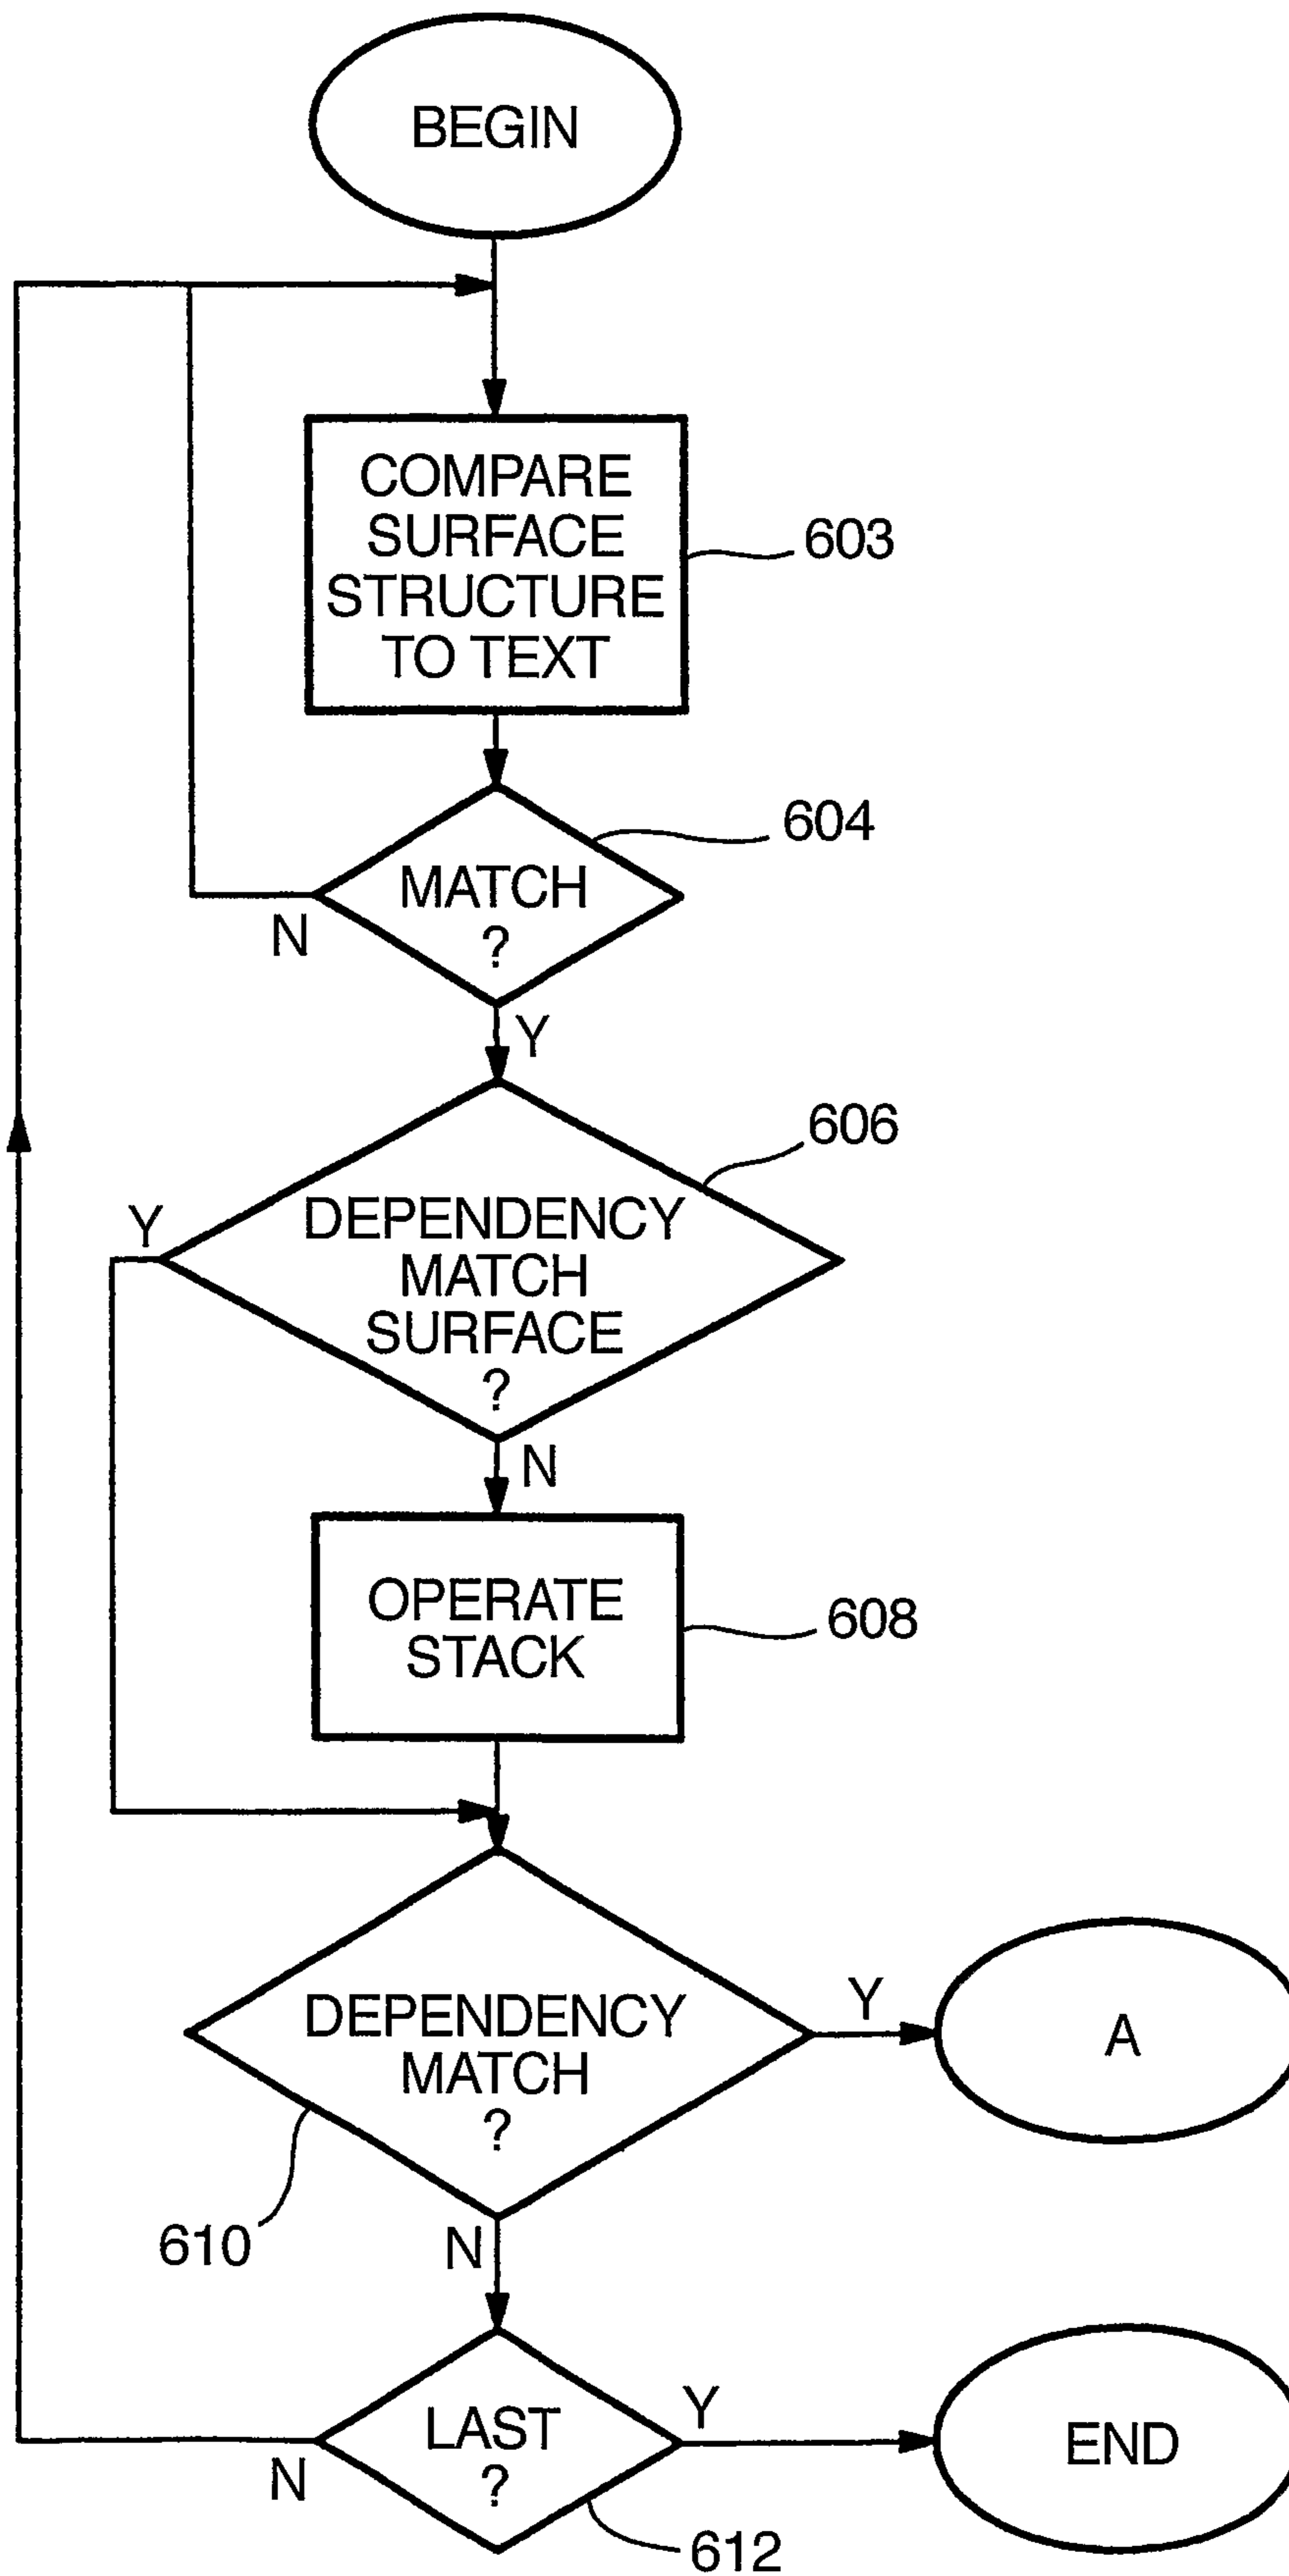 BEGIN
COMPARE
SURFACE
STRUCTURE
TO TEXT
603
604
MATCH
?
N
Y
606
Y
DEPENDENCY
MATCH
SURFACE
?
N
OPERATE
STACK
608
DEPENDENCY
MATCH
?
Y
A
610
N
LAST
?
Y
END
N
612